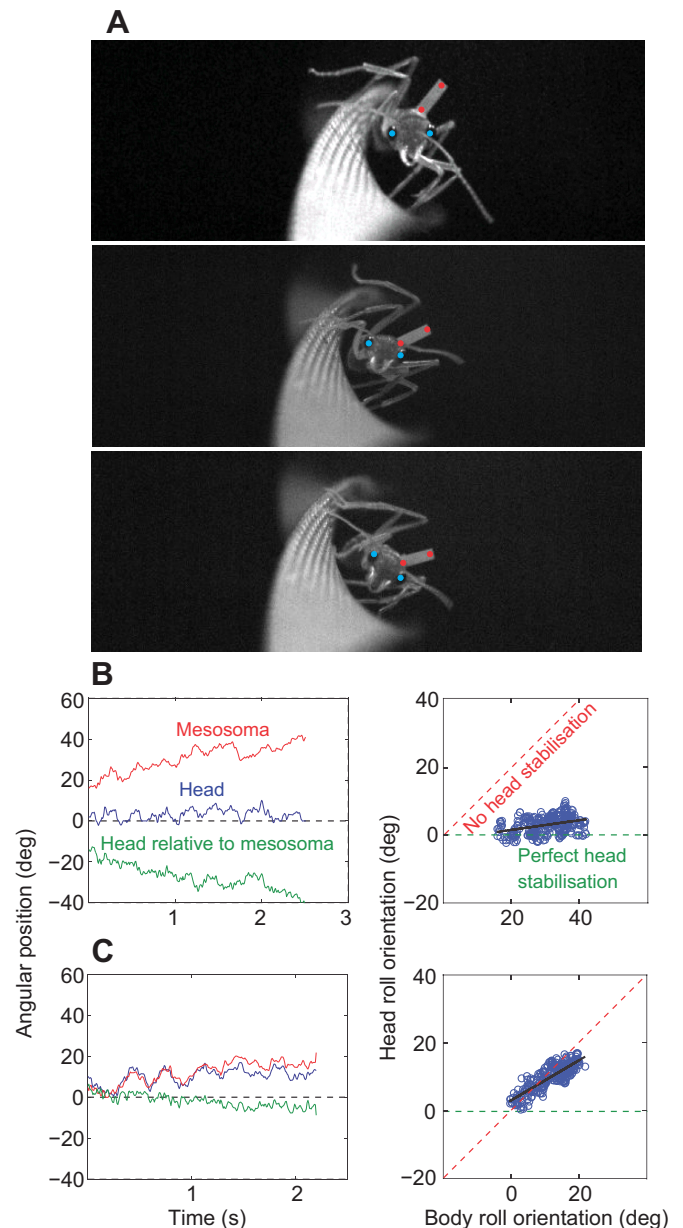 A
B
60
40
20
0
−20
−40
Mesosoma
Head
Head relative to mesosoma
1
2
3
40
20
0
−20
No head stabilisation
Perfect head
stabilisation
20
40
C
60
40
20
0
−20
−40
1
2
Time (s)
Angular position (deg)
40
20
0
−20
0
20
Body roll orientation (deg)
Head roll orientation (deg)